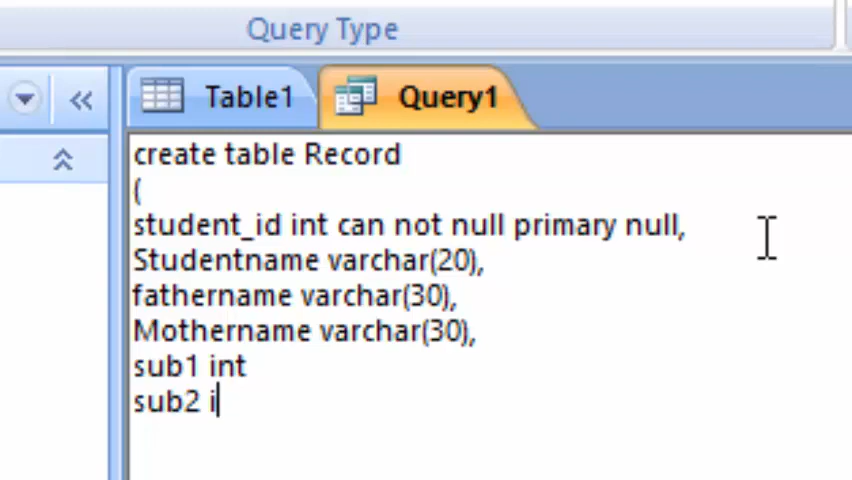 Query Type
Table1
Query1
create table Record
(
student_id int can not null primary null,
Studentname varchar(20),
fathername varchar(30),
Mothername varchar(30),
sub1 int
sub2 i